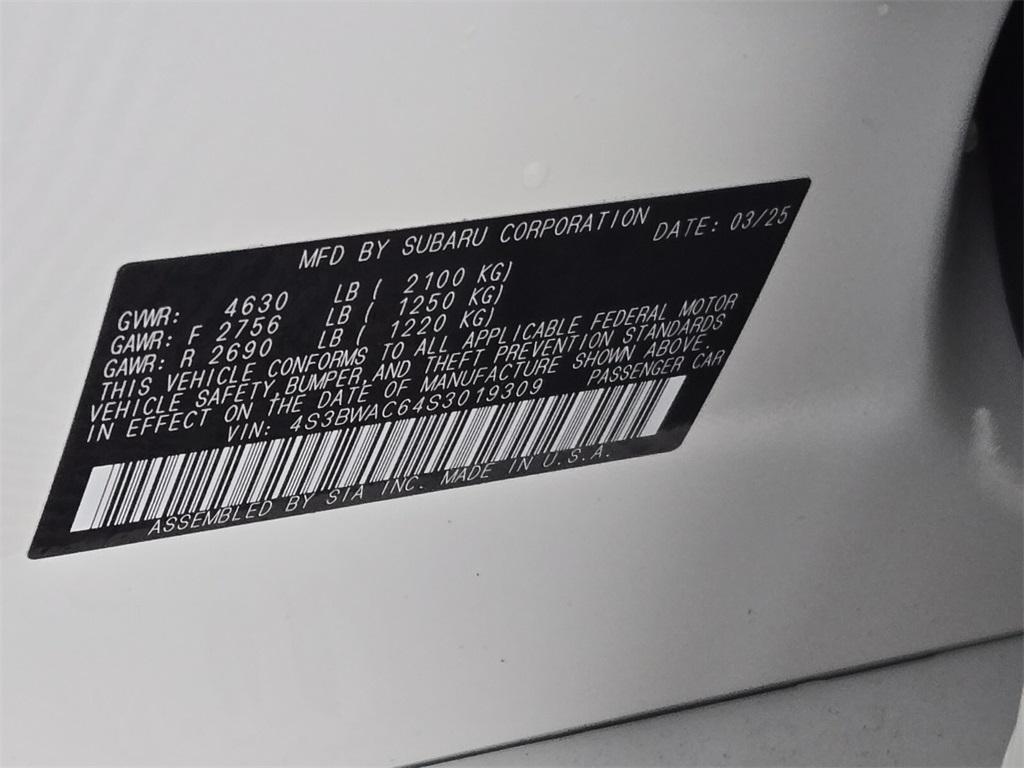 MFD BY SUBARU CORPORATION
DATE: 03/25
GVWR: 4630 LB ( 2100 KG)
GAWR: F 2756 LB ( 1250 KG)
GAWR: R 2690 LB ( 1220 KG)
THIS VEHICLE CONFORMS TO ALL APPLICABLE FEDERAL MOTOR
VEHICLE SAFETY, BUMPER, AND THEFT PREVENTION STANDARDS
IN EFFECT ON THE DATE OF MANUFACTURE SHOWN ABOVE.
VIN: 4S3BWAC64S3019309 PASSENGER CAR
ASSEMBLED BY SIA INC. MADE IN U.S.A.